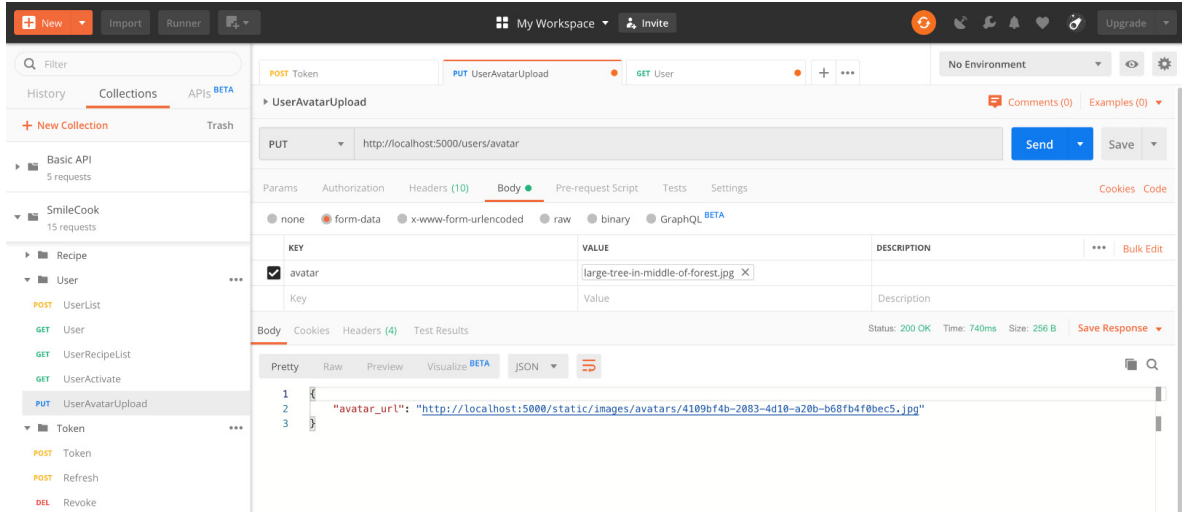 New Import Runner My Workspace Invite Upgrade
Filter
History Collections APIs BETA
+ New Collection Trash
Basic API
5 requests
SmileCook
15 requests
Recipe
User •••
POST UserList
GET User
GET UserRecipeList
GET UserActivate
PUT UserAvatarUpload
Token •••
POST Token
POST Refresh
DEL Revoke
POST Token PUT UserAvatarUpload GET User + ••• No Environment
UserAvatarUpload Comments (0) Examples (0)
PUT http://localhost:5000/users/avatar Send Save
Params Authorization Headers (10) Body Pre-request Script Tests Settings Cookies Code
none form-data x-www-form-urlencoded raw binary GraphQL BETA
KEY VALUE DESCRIPTION ••• Bulk Edit
avatar large-tree-in-middle-of-forest.jpg X
Key Value Description
Body Cookies Headers (4) Test Results Status: 200 OK Time: 740ms Size: 256 B Save Response
Pretty Raw Preview Visualize BETA JSON
1 {
2 "avatar_url": "http://localhost:5000/static/images/avatars/4109bf4b-2083-4d10-a20b-b68fb4f0bec5.jpg"
3 }